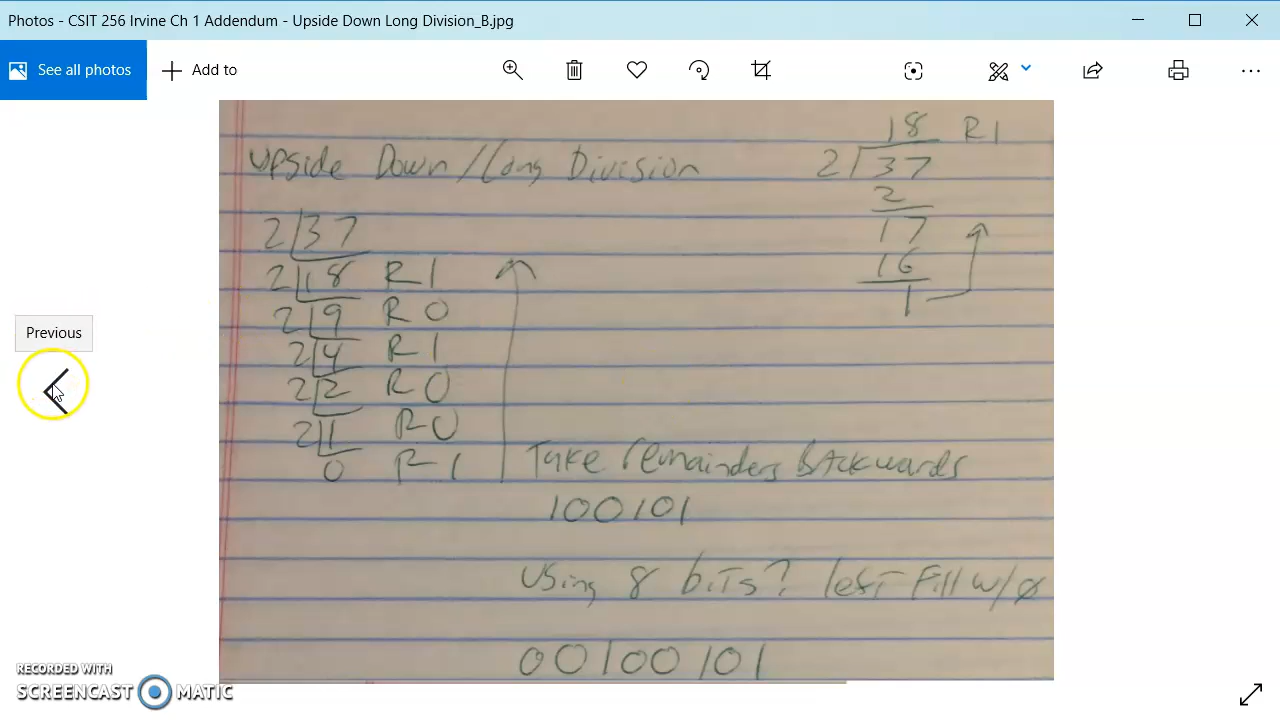 Photos - CSIT 256 Irvine Ch 1 Addendum - Upside Down Long Division_B.jpg
See all photos
Add to
Upside Down/Long Division
18 R1
2 37
2
17
16
1
2 37
2 18 R1
2 9 R0
2 4 R1
2 2 R0
2 1 R0
0 R1
Take remainders Backwards
100101
Using 8 bits? left Fill w/ø
00100101
Previous
RECORDED WITH
SCREENCAST MATIC